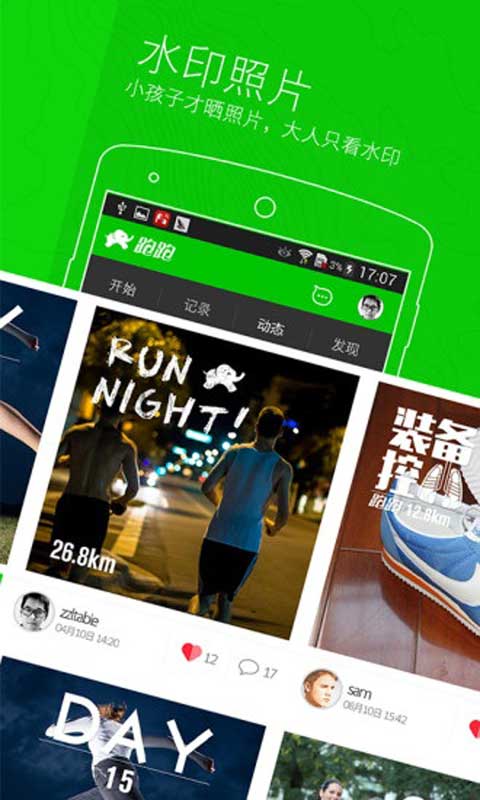 水印照片
小孩子才晒照片，大人只看水印
3% 17:07
跑跑
开始 记录 动态 发现
RUN
NIGHT!
26.8km
zzltabie
04月10日 14:20
12 17
装备
控
跑跑 12.8km
sam
08月10日 15:42
DAY
15